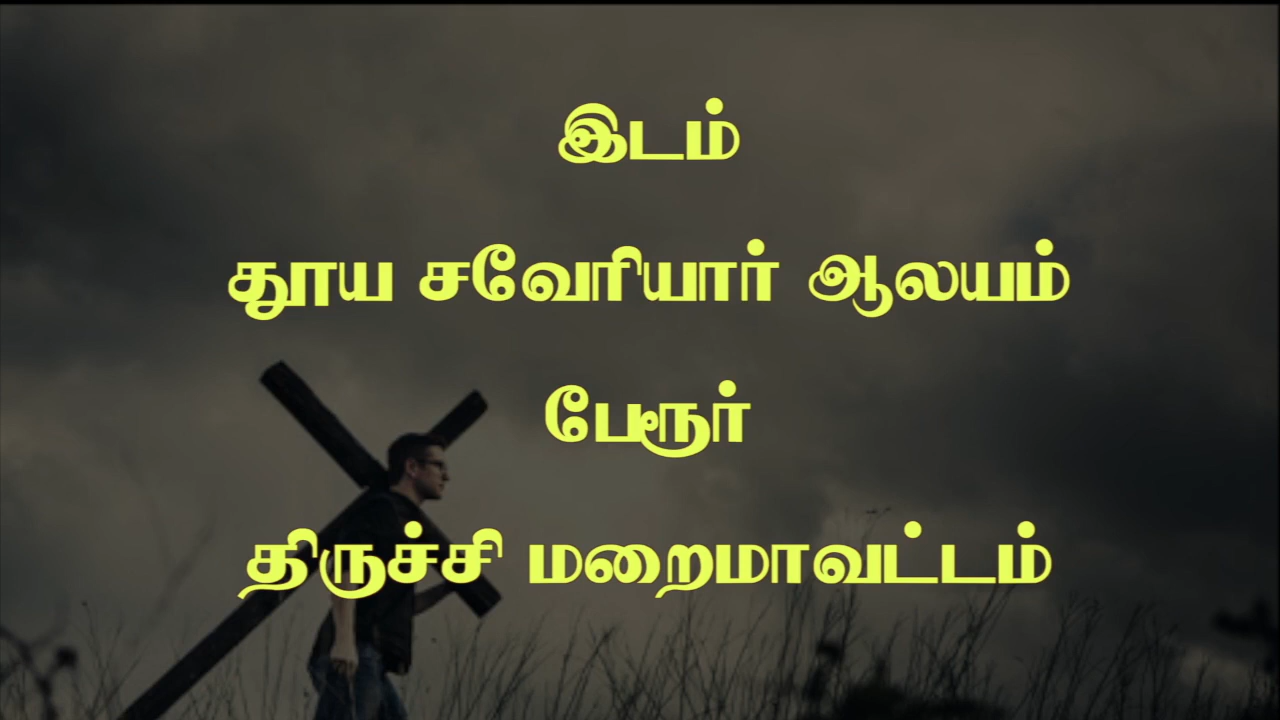 இடம்
தூய சவேரியார் ஆலயம்
பேரூர்
திருச்சி மறைமாவட்டம்